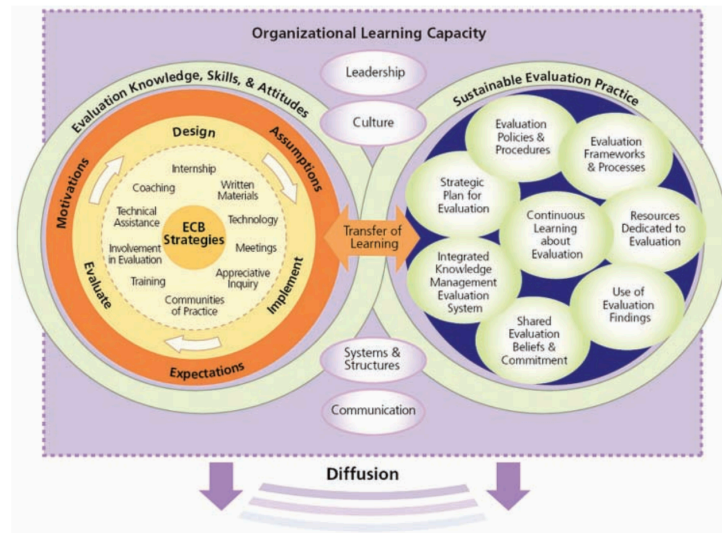 Organizational Learning Capacity
Leadership
Culture
Evaluation Knowledge, Skills, & Attitudes
Motivations
Assumptions
Expectations
Design
Implement
Evaluate
Internship
Coaching
Written
Materials
Technical
Assistance
Technology
ECB
Strategies
Involvement
in Evaluation
Meetings
Training
Appreciative
Inquiry
Communities
of Practice
Transfer of
Learning
Sustainable Evaluation Practice
Evaluation
Policies &
Procedures
Evaluation
Frameworks
& Processes
Strategic
Plan for
Evaluation
Continuous
Learning
about
Evaluation
Resources
Dedicated to
Evaluation
Integrated
Knowledge
Management
Evaluation
System
Use of
Evaluation
Findings
Shared
Evaluation
Beliefs &
Commitment
Systems &
Structures
Communication
Diffusion